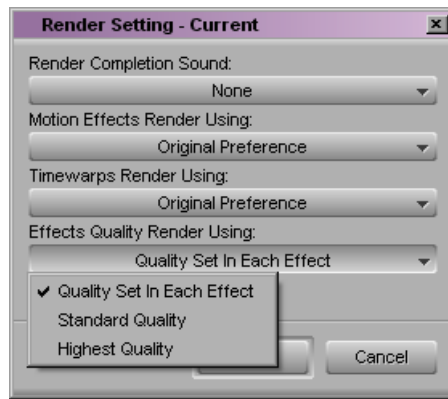 Render Setting - Current
Render Completion Sound:
None
Motion Effects Render Using:
Original Preference
Timewarps Render Using:
Original Preference
Effects Quality Render Using:
Quality Set In Each Effect
✔ Quality Set In Each Effect
Standard Quality
Highest Quality
Cancel